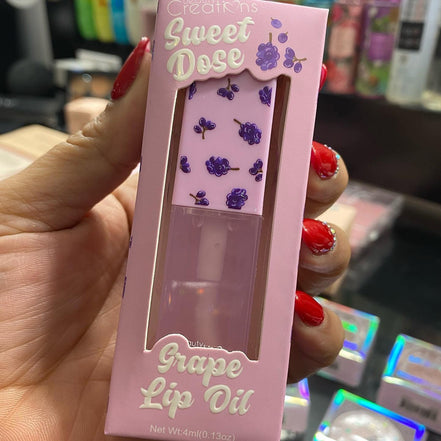 Creations
Sweet
Dose
Grape
Lip Oil
Net Wt:4ml(0.13oz)